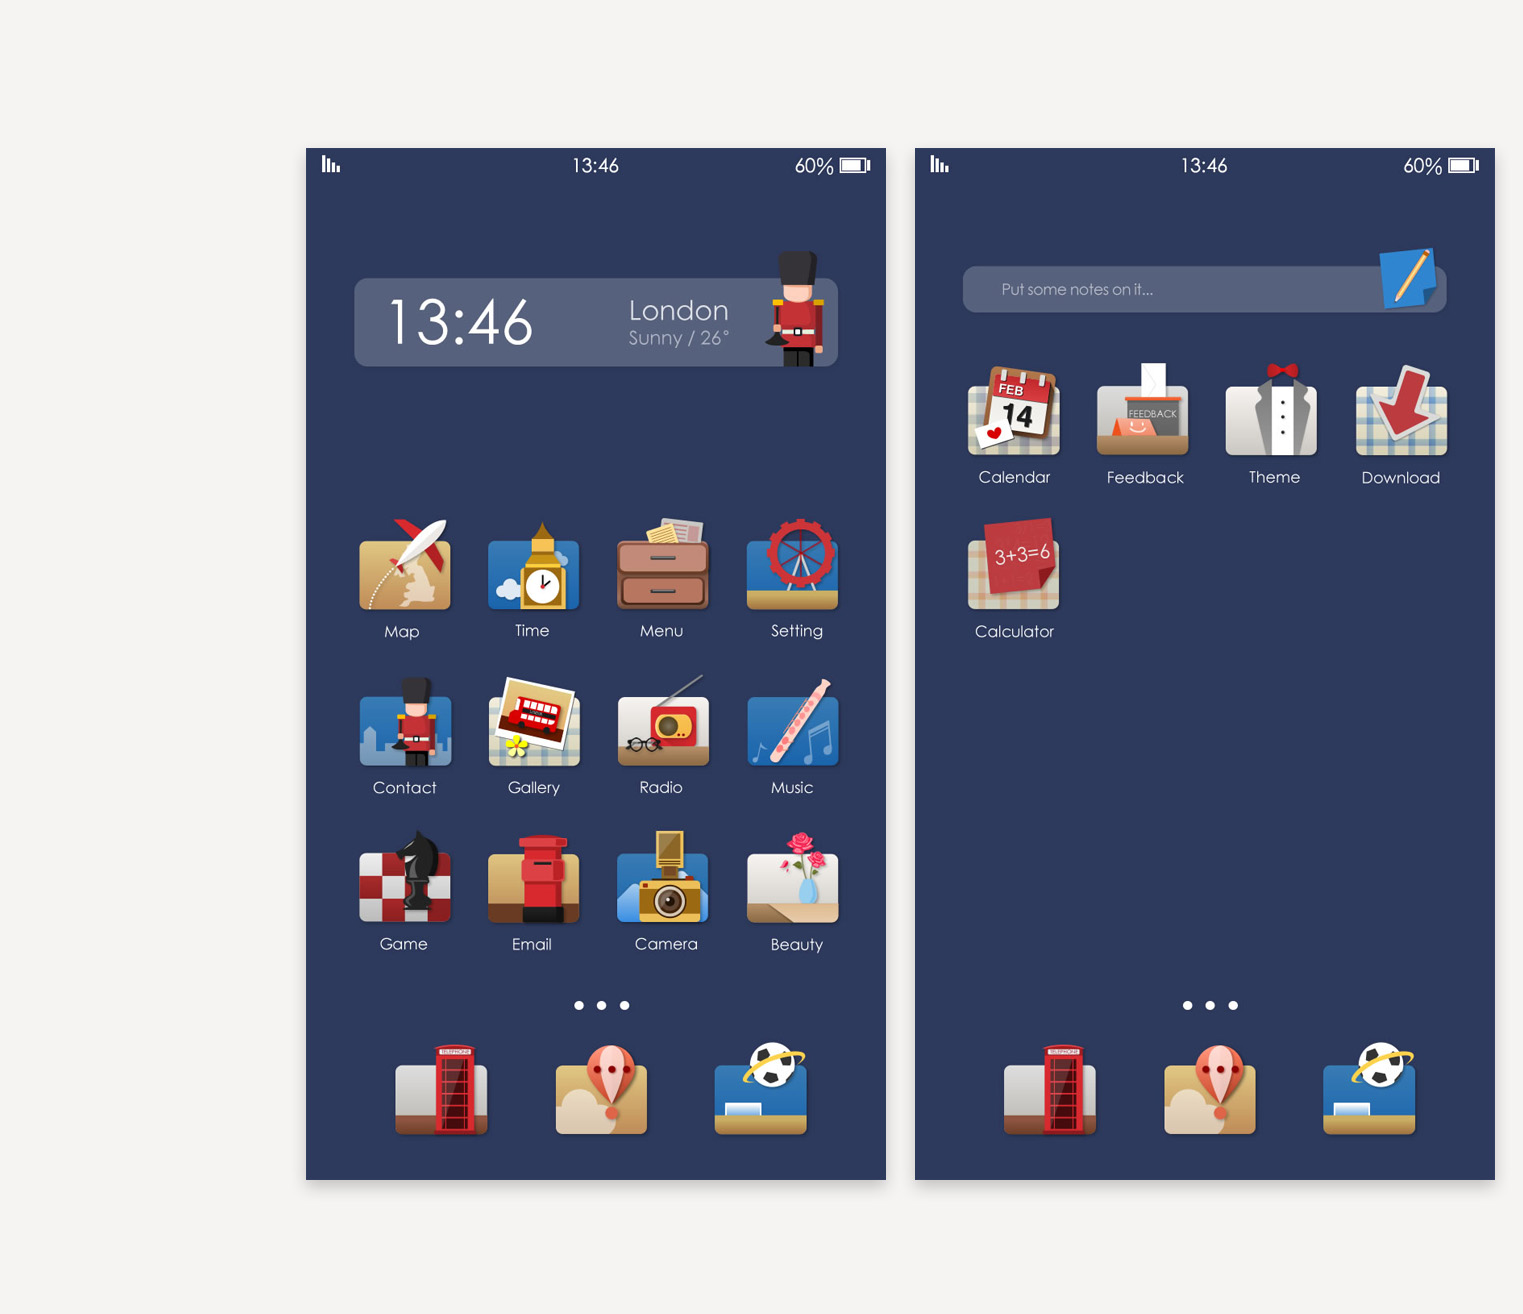 13:46
60%
13:46
London
Sunny / 26°
Map
Time
Menu
Setting
Contact
Gallery
Radio
Music
Game
Email
Camera
Beauty
TELEPHONE
13:46
60%
Put some notes on it...
FEB
14
FEEDBACK
Calendar
Feedback
Theme
Download
3+3=6
Calculator
TELEPHONE